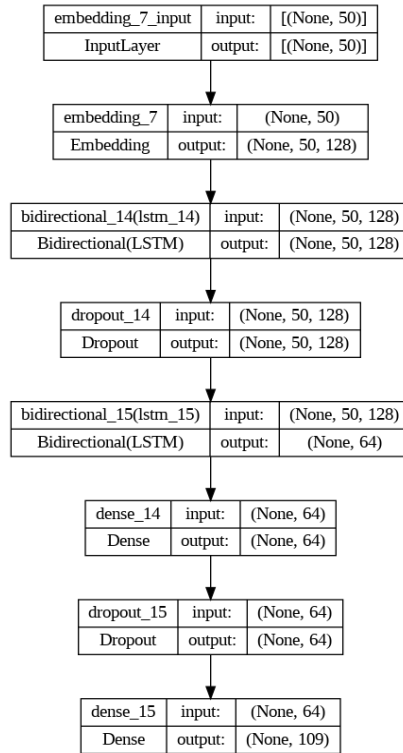 embedding_7_input input: [(None, 50)]
InputLayer output: [(None, 50)]
embedding_7 input: (None, 50)
Embedding output: (None, 50, 128)
bidirectional_14(lstm_14) input: (None, 50, 128)
Bidirectional(LSTM) output: (None, 50, 128)
dropout_14 input: (None, 50, 128)
Dropout output: (None, 50, 128)
bidirectional_15(lstm_15) input: (None, 50, 128)
Bidirectional(LSTM) output: (None, 64)
dense_14 input: (None, 64)
Dense output: (None, 64)
dropout_15 input: (None, 64)
Dropout output: (None, 64)
dense_15 input: (None, 64)
Dense output: (None, 109)